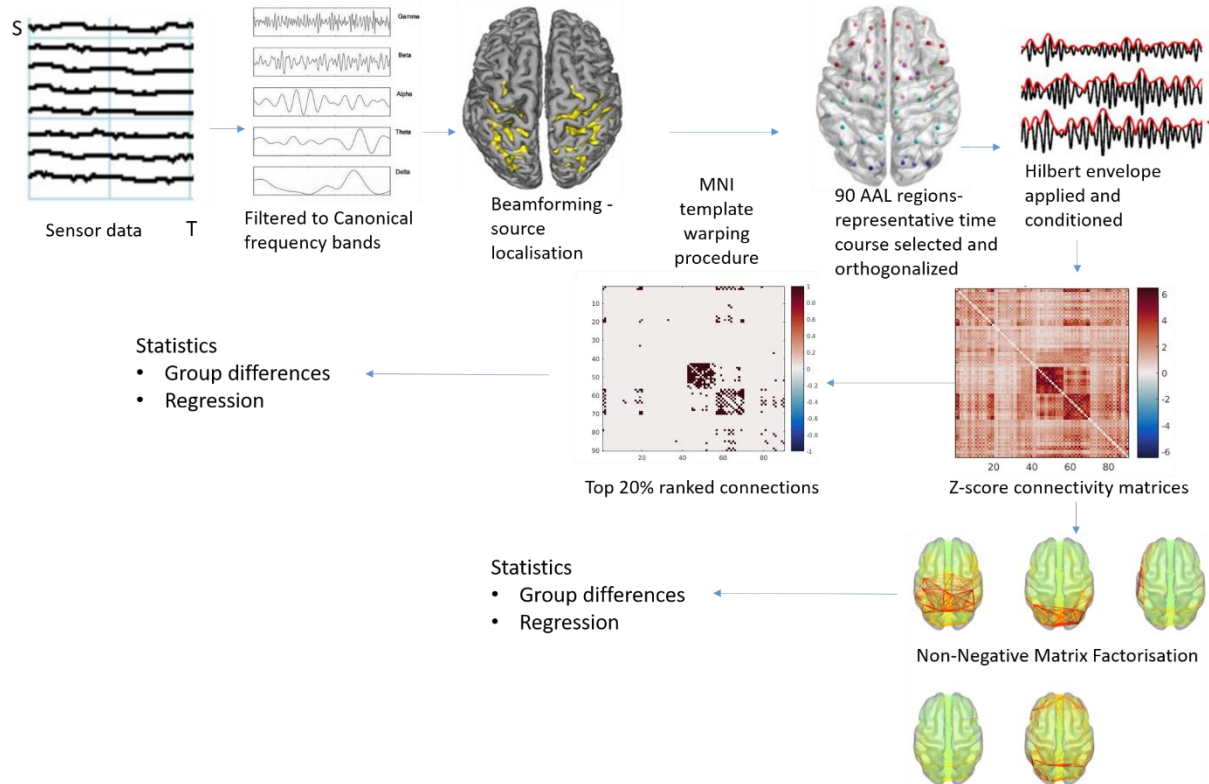 S
Gamma
Beta
Alpha
Theta
Delta
Sensor data
T
Filtered to Canonical
frequency bands
Beamforming -
source
localisation
MNI
template
warping
procedure
90 AAL regions-
representative time
course selected and
orthogonalized
Hilbert envelope
applied and
conditioned
Statistics
• Group differences
• Regression
10
20
30
40
50
60
70
80
90
20
40
60
80
1
0.8
0.6
0.4
0.2
0
-0.2
-0.4
-0.6
-0.8
-1
Top 20% ranked connections
20
40
60
80
6
4
2
0
-2
-4
-6
Z-score connectivity matrices
Statistics
• Group differences
• Regression
Non-Negative Matrix Factorisation